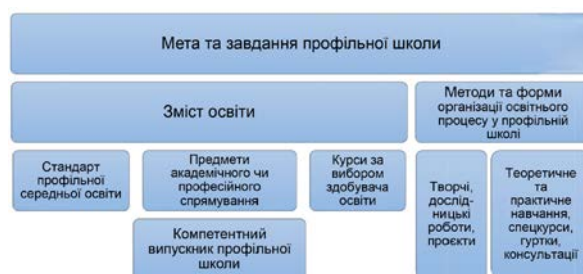 Мета та завдання профільної школи
Зміст освіти
Методи та форми
організації освітнього
процесу у профільній
школі
Стандарт
профільної
середньої освіти
Предмети
академічного чи
професійного
спрямування
Курси за
вибором
здобувача
освіти
Творчі,
дослід-
ницькі
роботи,
проєкти
Теоретичне
та
практичне
навчання,
спецкурси,
гуртки,
консультації
Компетентний
випускник профільної
школи